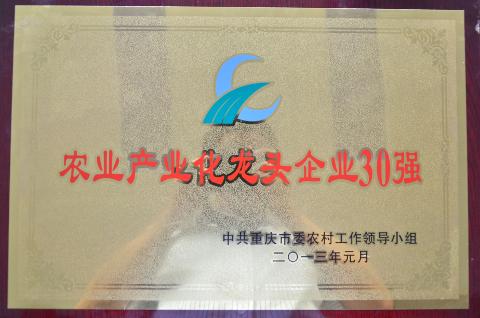 农业产业化龙头企业30强
中共重庆市委农村工作领导小组
二〇一三年元月